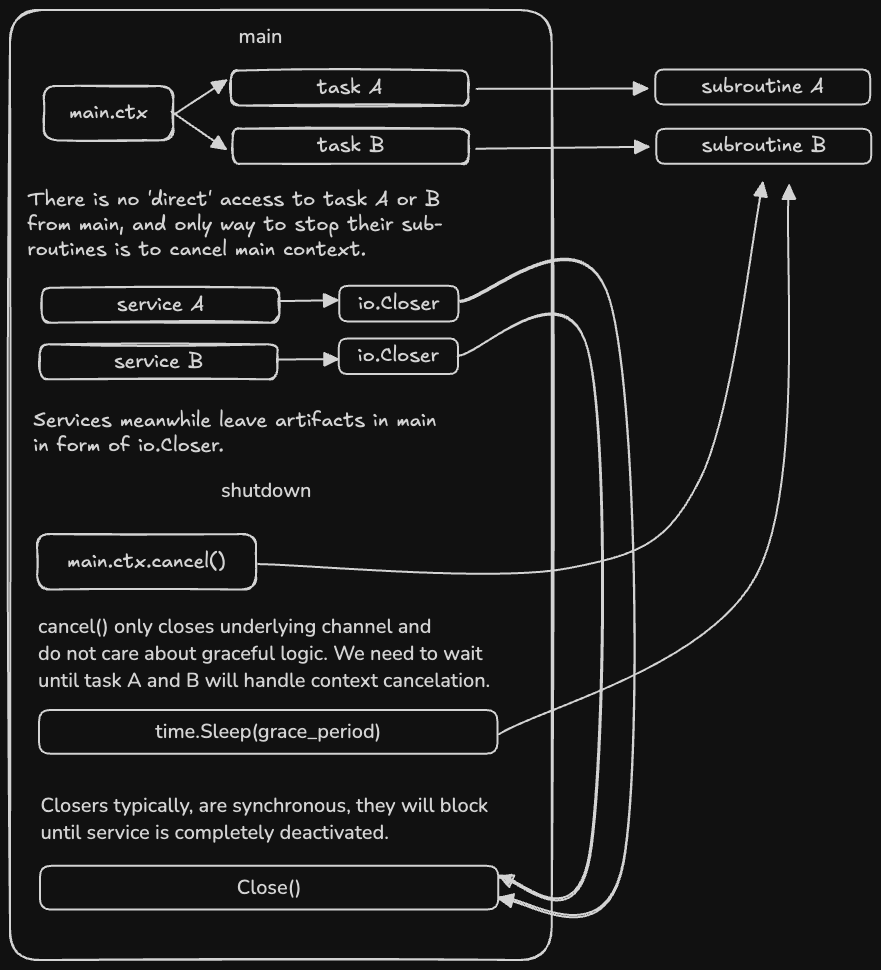 main
main.ctx
task A
subroutine A
task B
subroutine B
There is no 'direct' access to task A or B
from main, and only way to stop their sub-
routines is to cancel main context.
service A
io.Closer
service B
io.Closer
Services meanwhile leave artifacts in main
in form of io.Closer.
shutdown
main.ctx.cancel()
cancel() only closes underlying channel and
do not care about graceful logic. We need to wait
until task A and B will handle context cancelation.
time.Sleep(grace_period)
Closers typically, are synchronous, they will block
until service is completely deactivated.
Close()